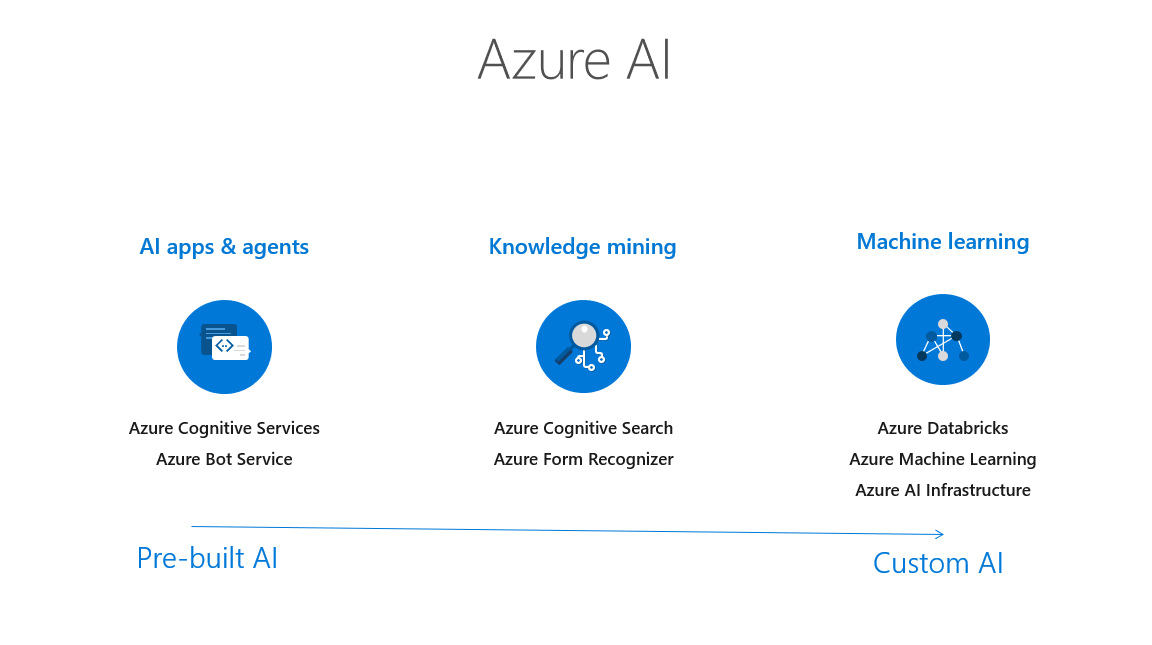 Azure AI
AI apps & agents
Knowledge mining
Machine learning
Azure Cognitive Services
Azure Bot Service
Azure Cognitive Search
Azure Form Recognizer
Azure Databricks
Azure Machine Learning
Azure AI Infrastructure
Pre-built AI
Custom AI